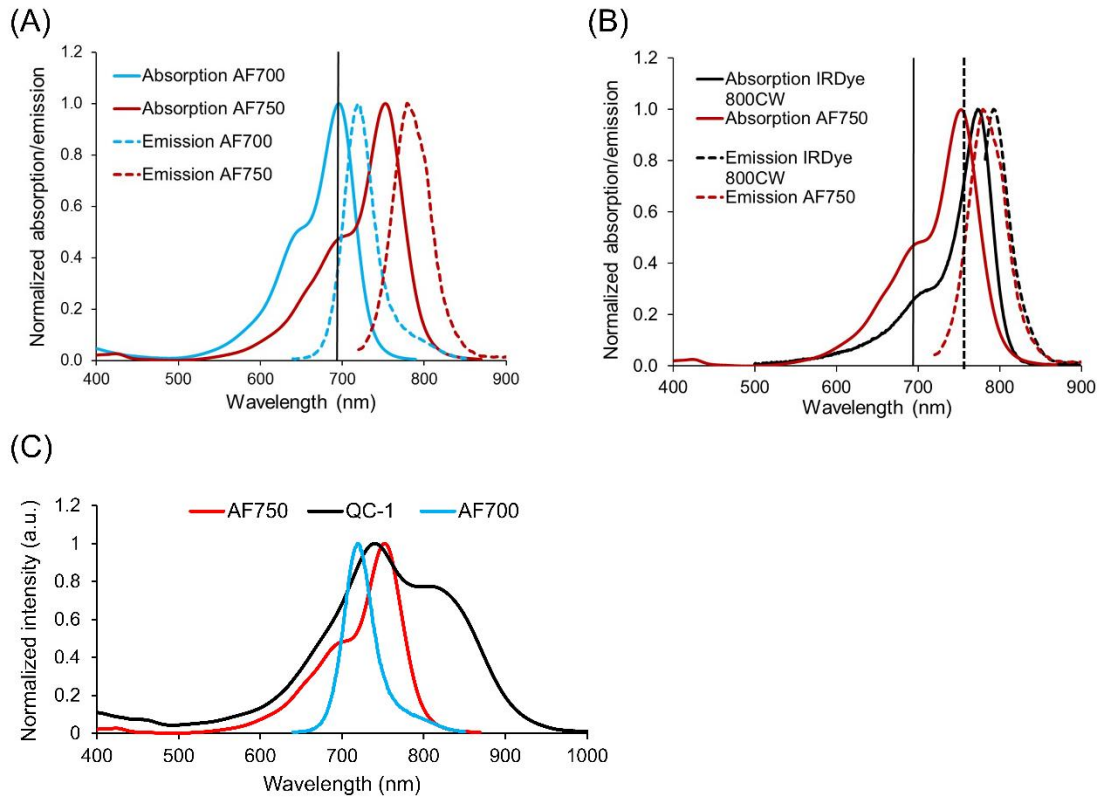 (A)
1.2
1.0
0.8
0.6
0.4
0.2
0.0
Normalized absorption/emission
Absorption AF700
Absorption AF750
Emission AF700
Emission AF750
400 500 600 700 800 900
Wavelength (nm)
(B)
1.2
1.0
0.8
0.6
0.4
0.2
0.0
Normalized absorption/emission
Absorption IRDye
800CW
Absorption AF750
Emission IRDye
800CW
Emission AF750
400 500 600 700 800 900
Wavelength (nm)
(C)
1.2
1
0.8
0.6
0.4
0.2
0
Normalized intensity (a.u.)
AF750 QC-1 AF700
400 500 600 700 800 900 1000
Wavelength (nm)